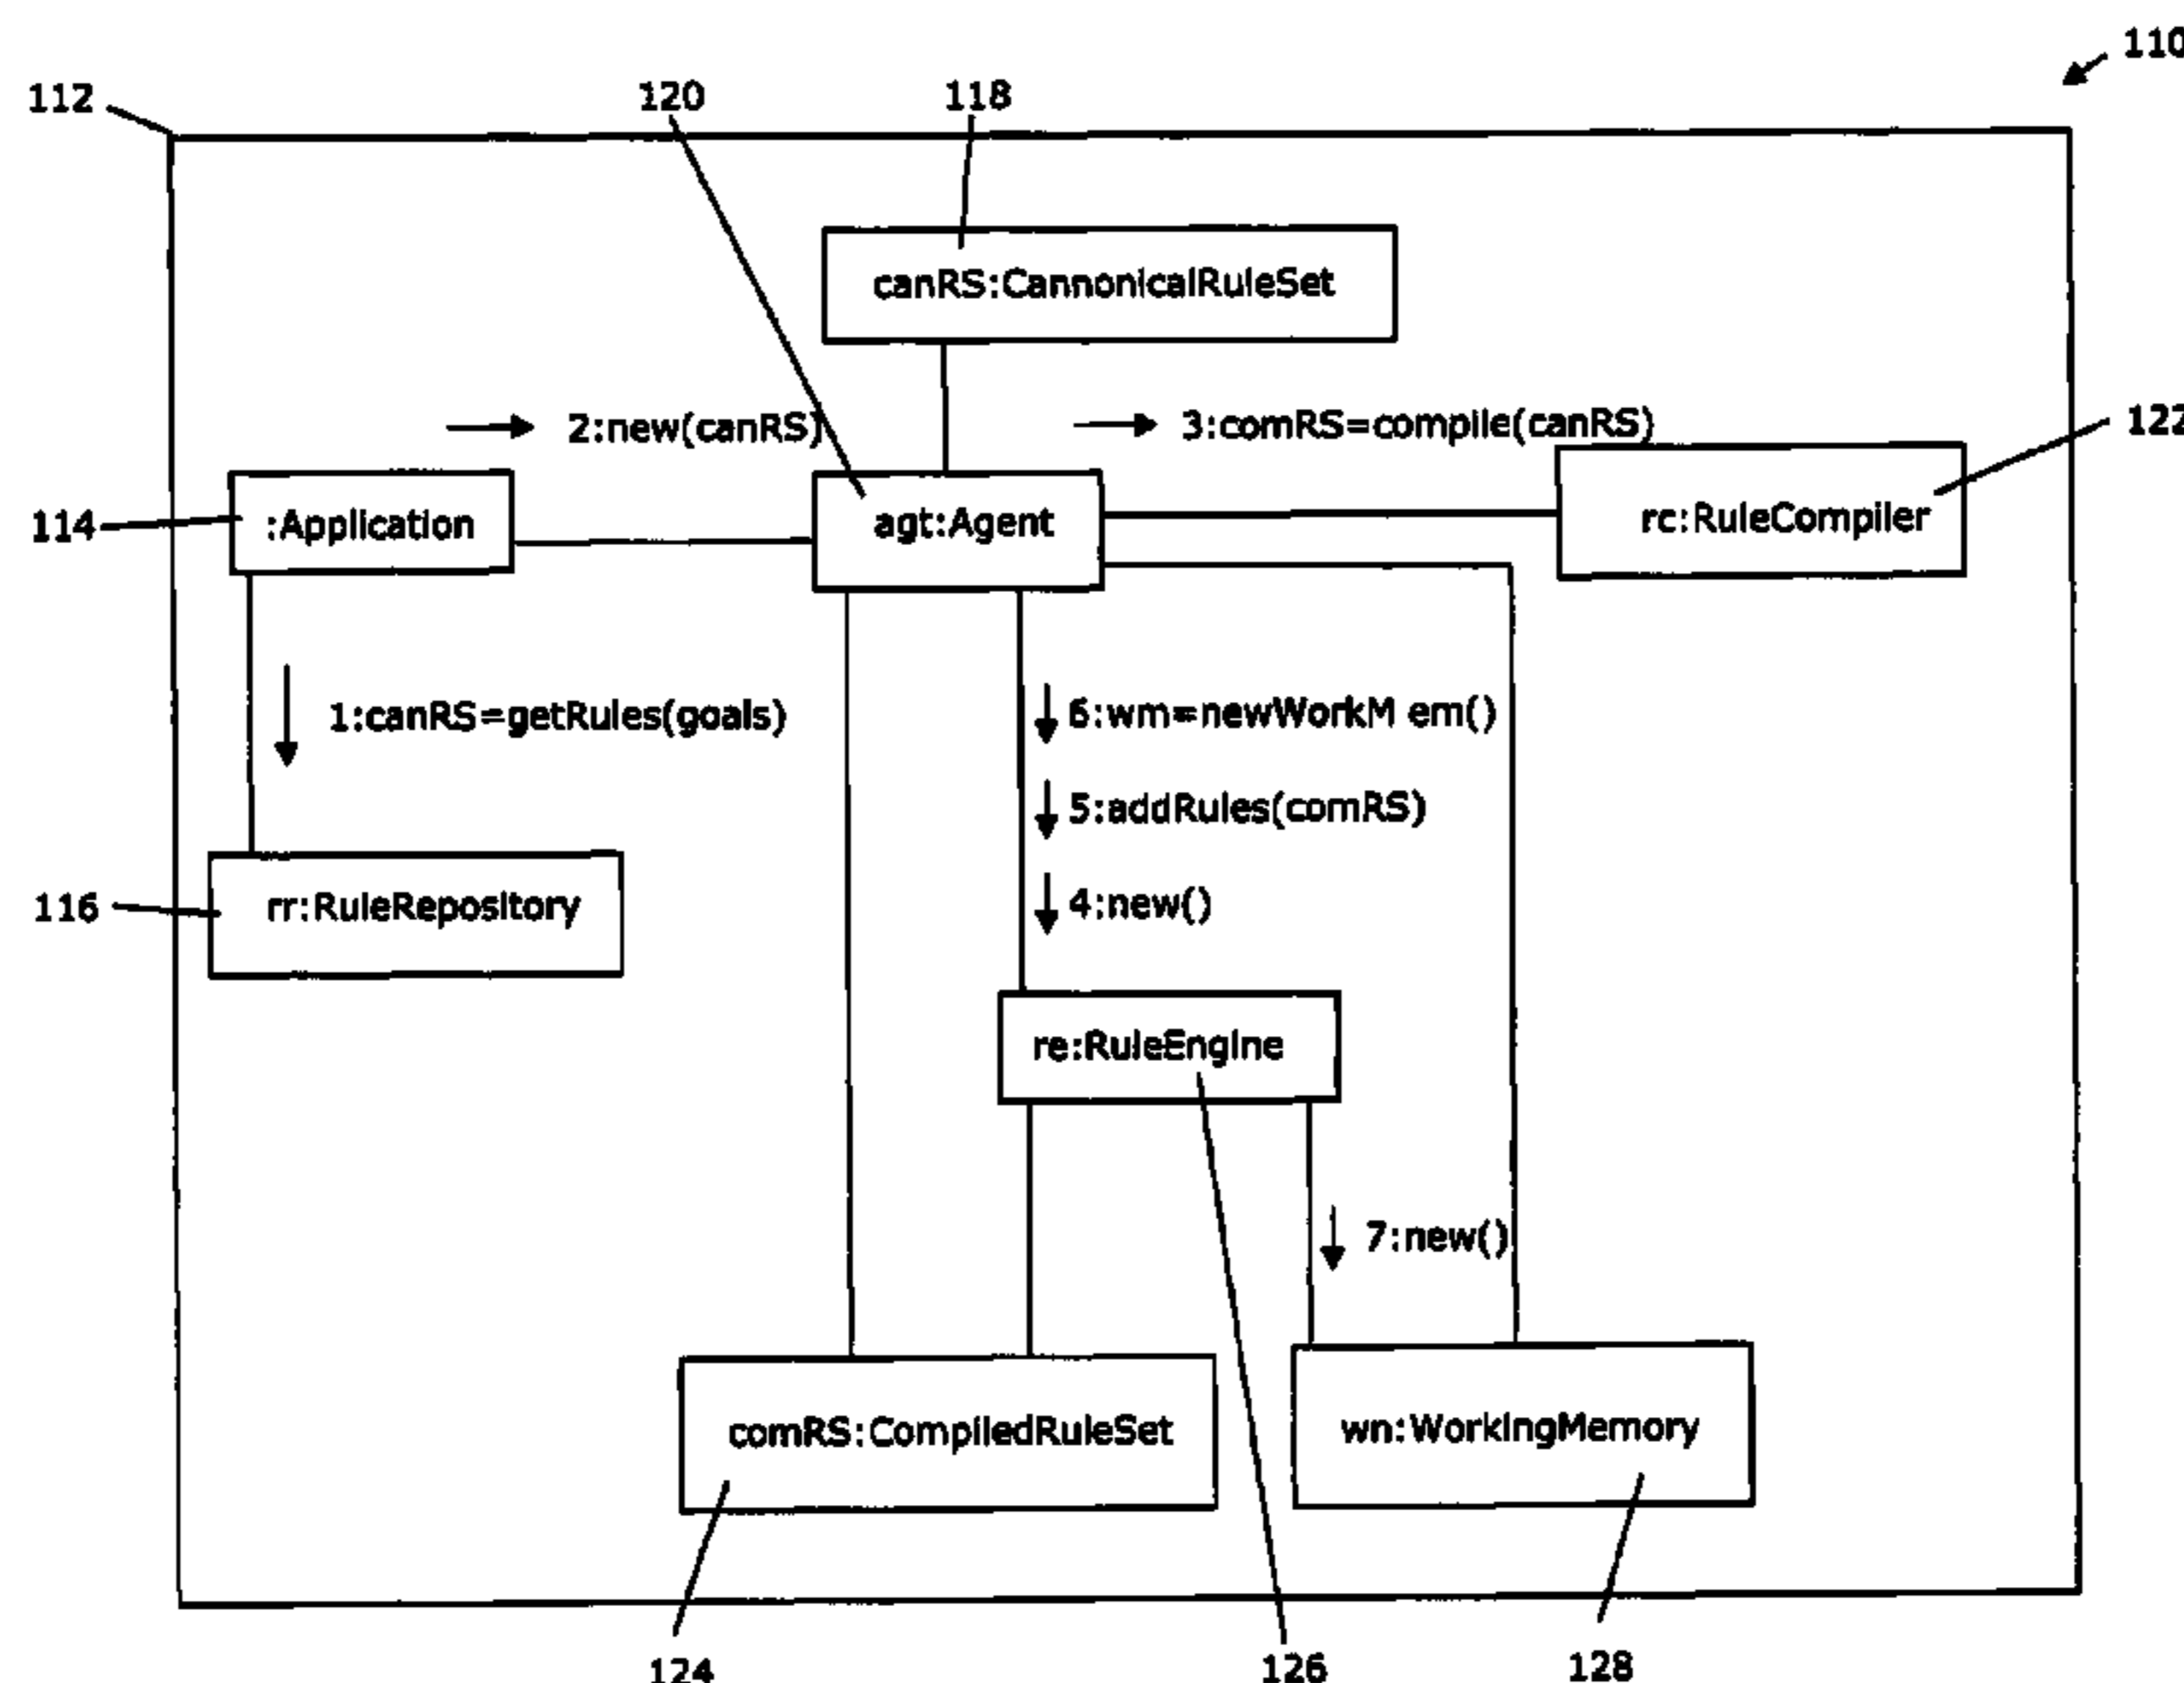 110
112
120
118
canRS:CannonicalRuleSet
2:new(canRS)
3:comRS=compile(canRS)
122
114
:Application
agt:Agent
rc:RuleCompiler
1:canRS=getRules(goals)
6:wm=newWorkM em()
5:addRules(comRS)
4:new()
116
rr:RuleRepository
re:RuleEngine
7:new()
comRS:CompiledRuleSet
wn:WorkingMemory
124
126
128